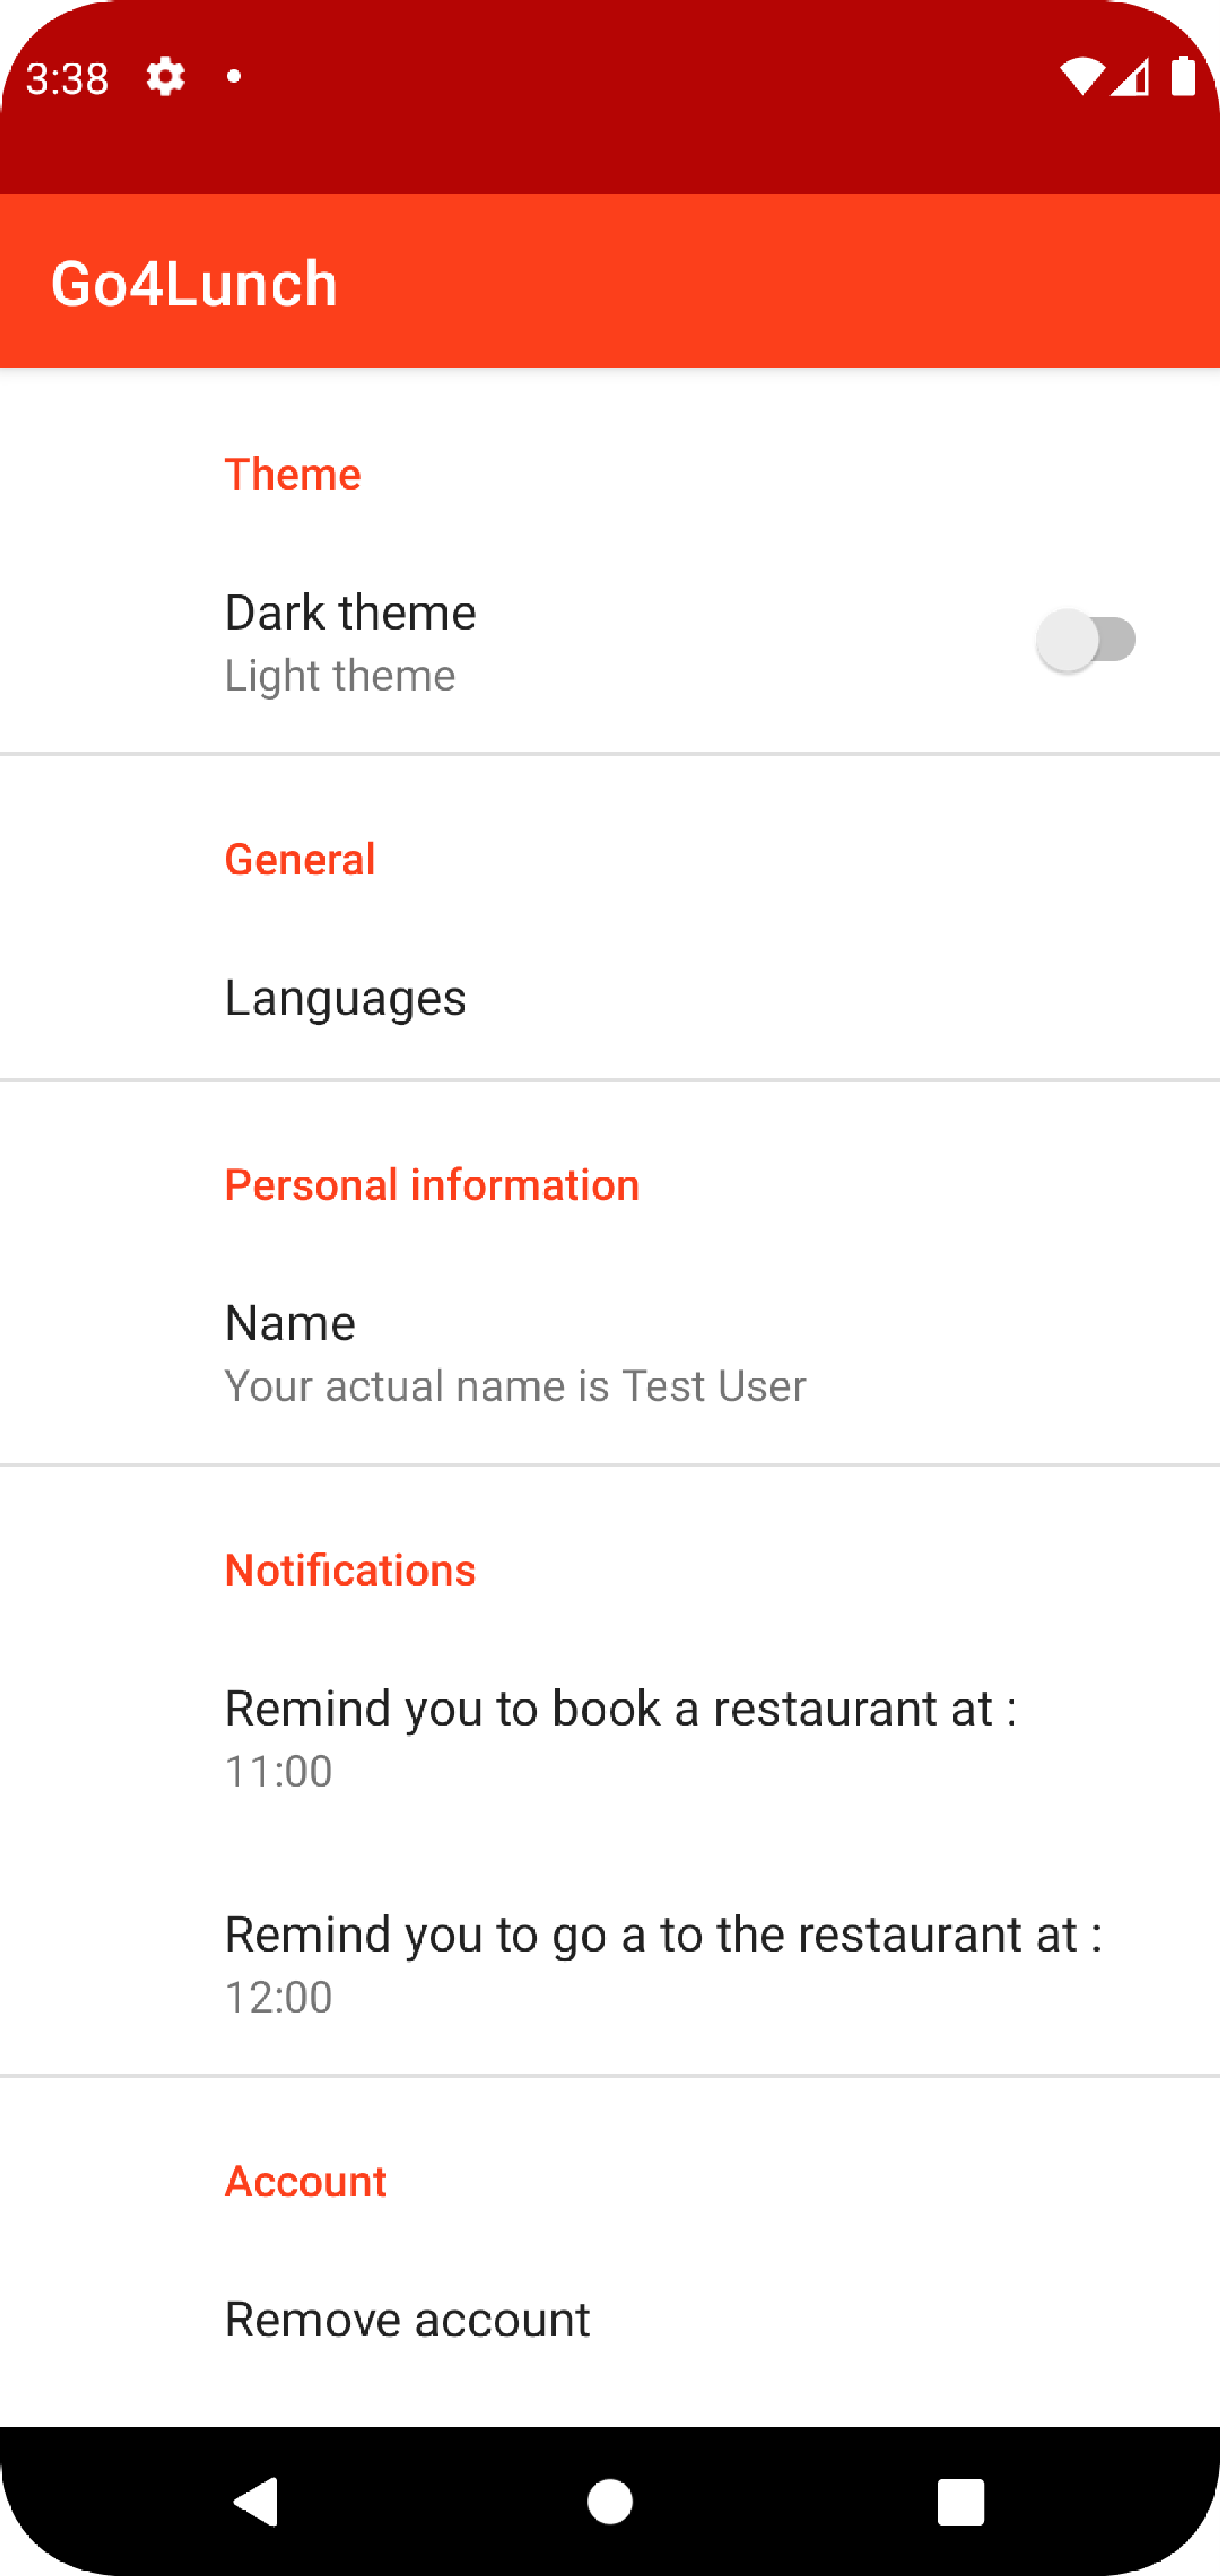 3:38
Go4Lunch
Theme
Dark theme
Light theme
General
Languages
Personal information
Name
Your actual name is Test User
Notifications
Remind you to book a restaurant at :
11:00
Remind you to go a to the restaurant at :
12:00
Account
Remove account